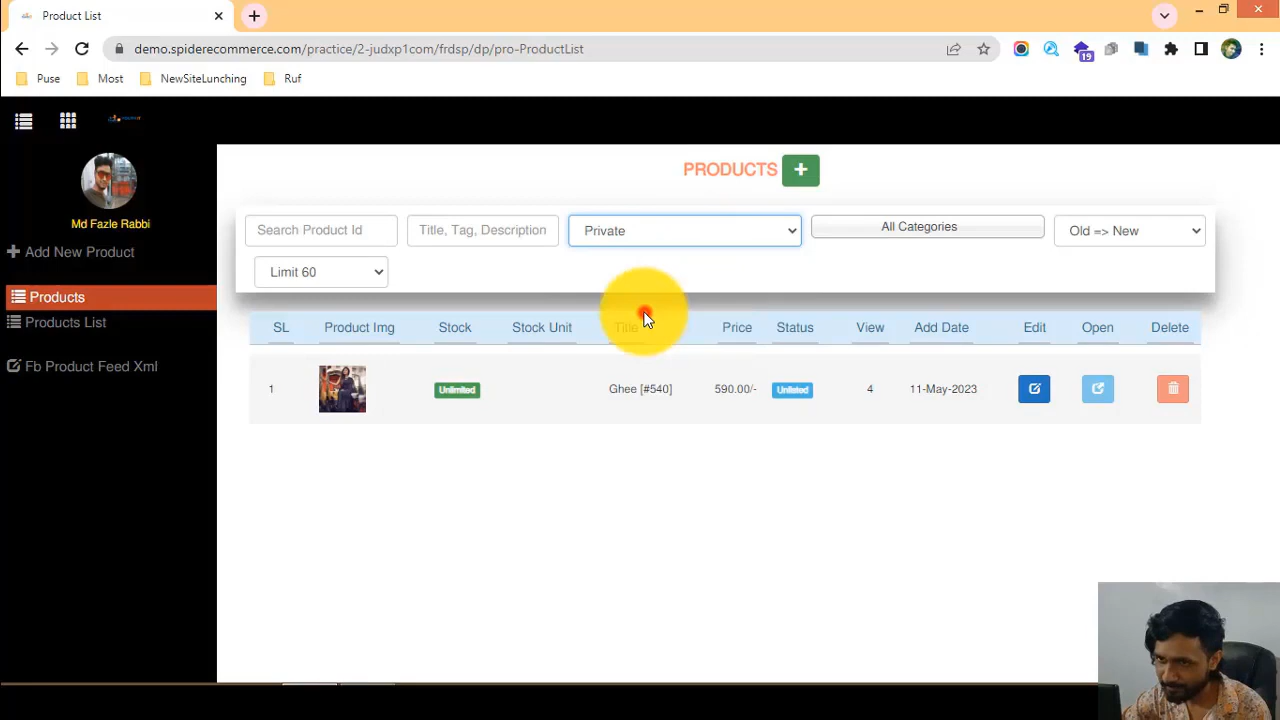 Product List
demo.spiderecommerce.com/practice/2-judxp1com/frdsp/dp/pro-ProductList
19
Puse Most NewSiteLunching Ruf
Md Fazle Rabbi
Add New Product
Products
Products List
Fb Product Feed Xml
PRODUCTS
Search Product Id Title, Tag, Description Private All Categories Old => New
Limit 60
SL Product Img Stock Stock Unit Title Price Status View Add Date Edit Open Delete
1 Unlimited Ghee [#540] 590.00/- Unlisted 4 11-May-2023